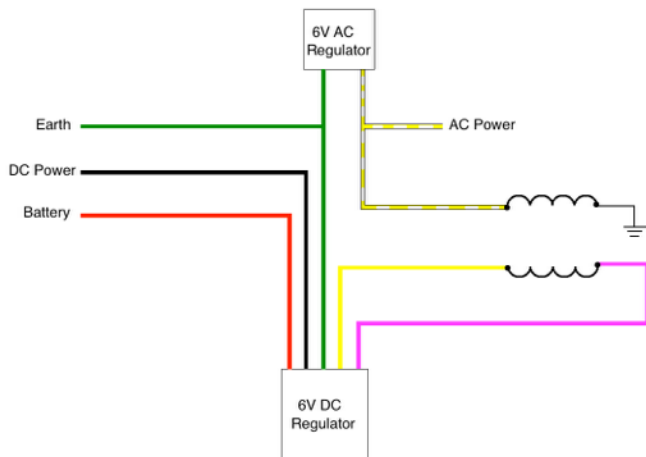 6V AC
Regulator
Earth
AC Power
DC Power
Battery
6V DC
Regulator